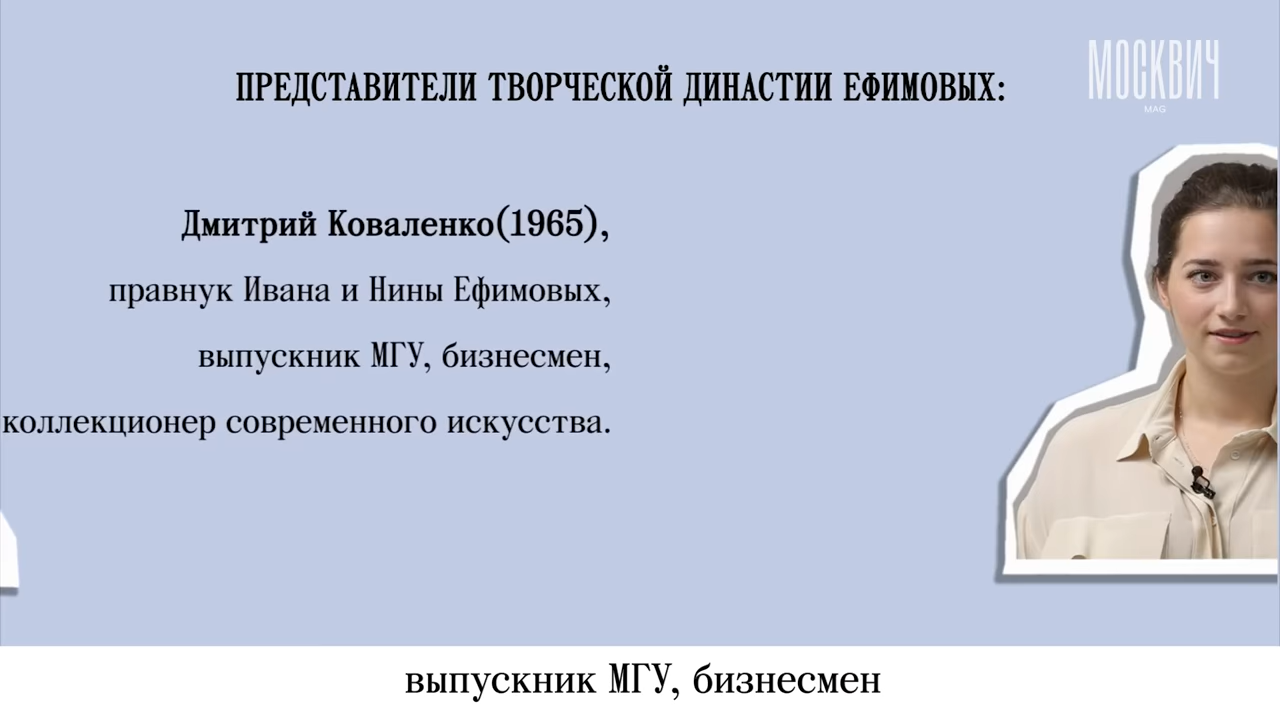 МОСКВИЧ
MAG
ПРЕДСТАВИТЕЛИ ТВОРЧЕСКОЙ ДИНАСТИИ ЕФИМОВЫХ:
Дмитрий Коваленко(1965),
правнук Ивана и Нины Ефимовых,
выпускник МГУ, бизнесмен,
коллекционер современного искусства.
выпускник МГУ, бизнесмен